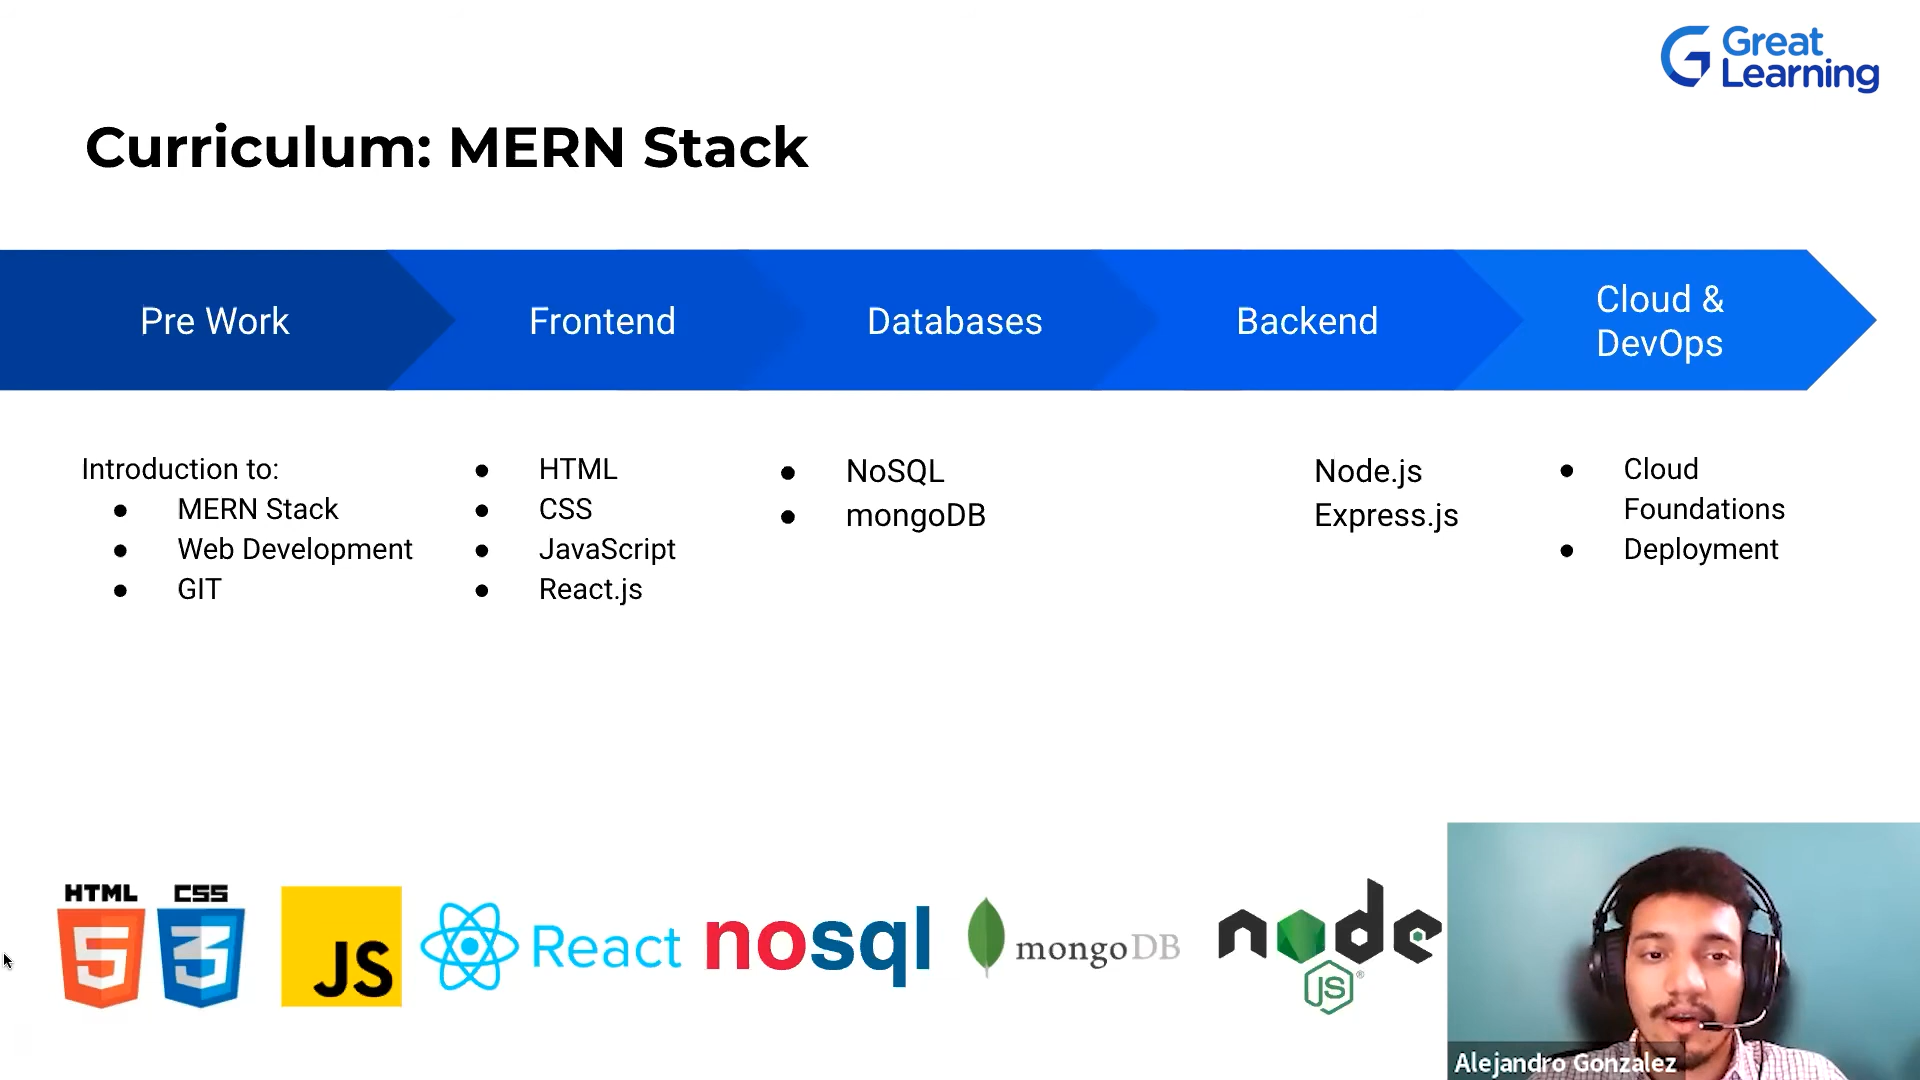 Great
Learning
Curriculum: MERN Stack
Pre Work
Frontend
Databases
Backend
Cloud &
DevOps
Introduction to:
● MERN Stack
● Web Development
● GIT
● HTML
● CSS
● JavaScript
● React.js
● NoSQL
● mongoDB
Node.js
Express.js
● Cloud
Foundations
● Deployment
HTML
5
CSS
3
JS
React
nosql
mongoDB
node
JS®
Alejandro Gonzalez